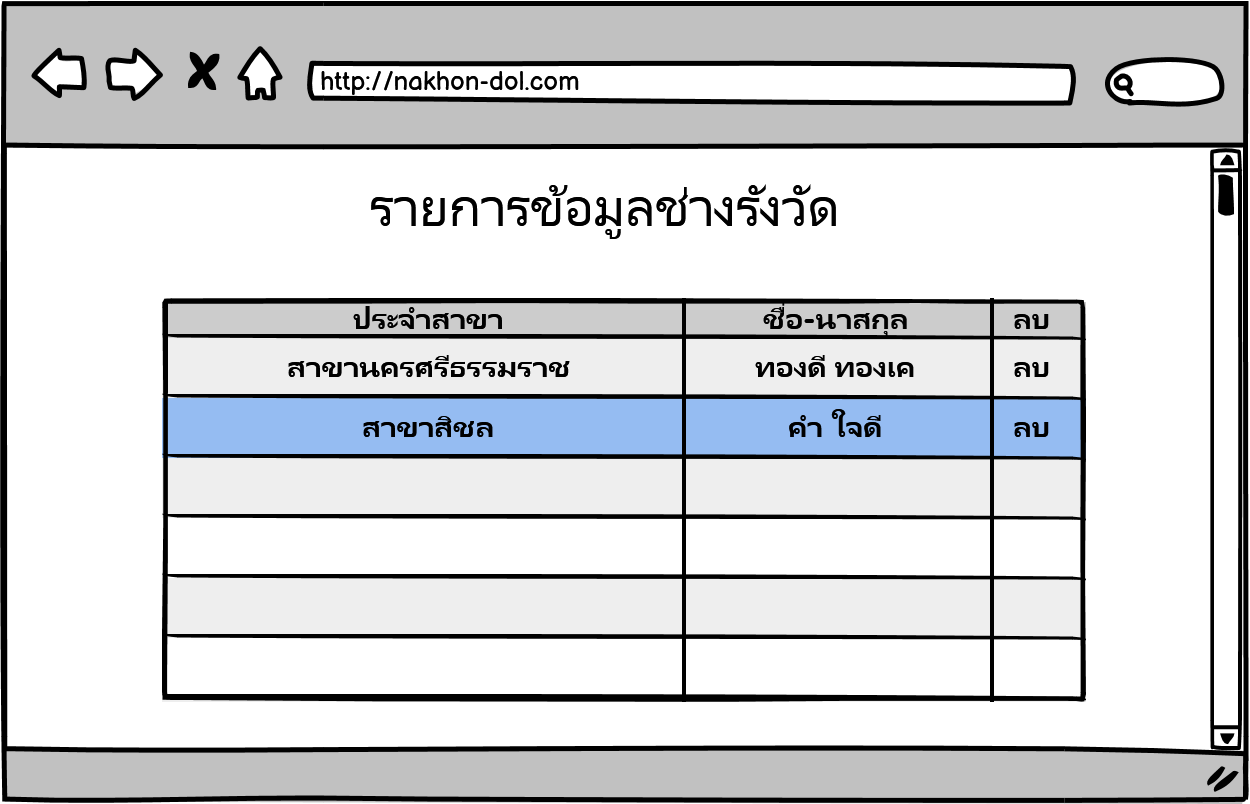 http://nakhon-dol.com
รายการข้อมูลช่างรังวัด
ประจำสาขา ชื่อ-นาสกุล ลบ
สาขานครศรีธรรมราช ทองดี ทองเค ลบ
สาขาสิชล คำ ใจดี ลบ